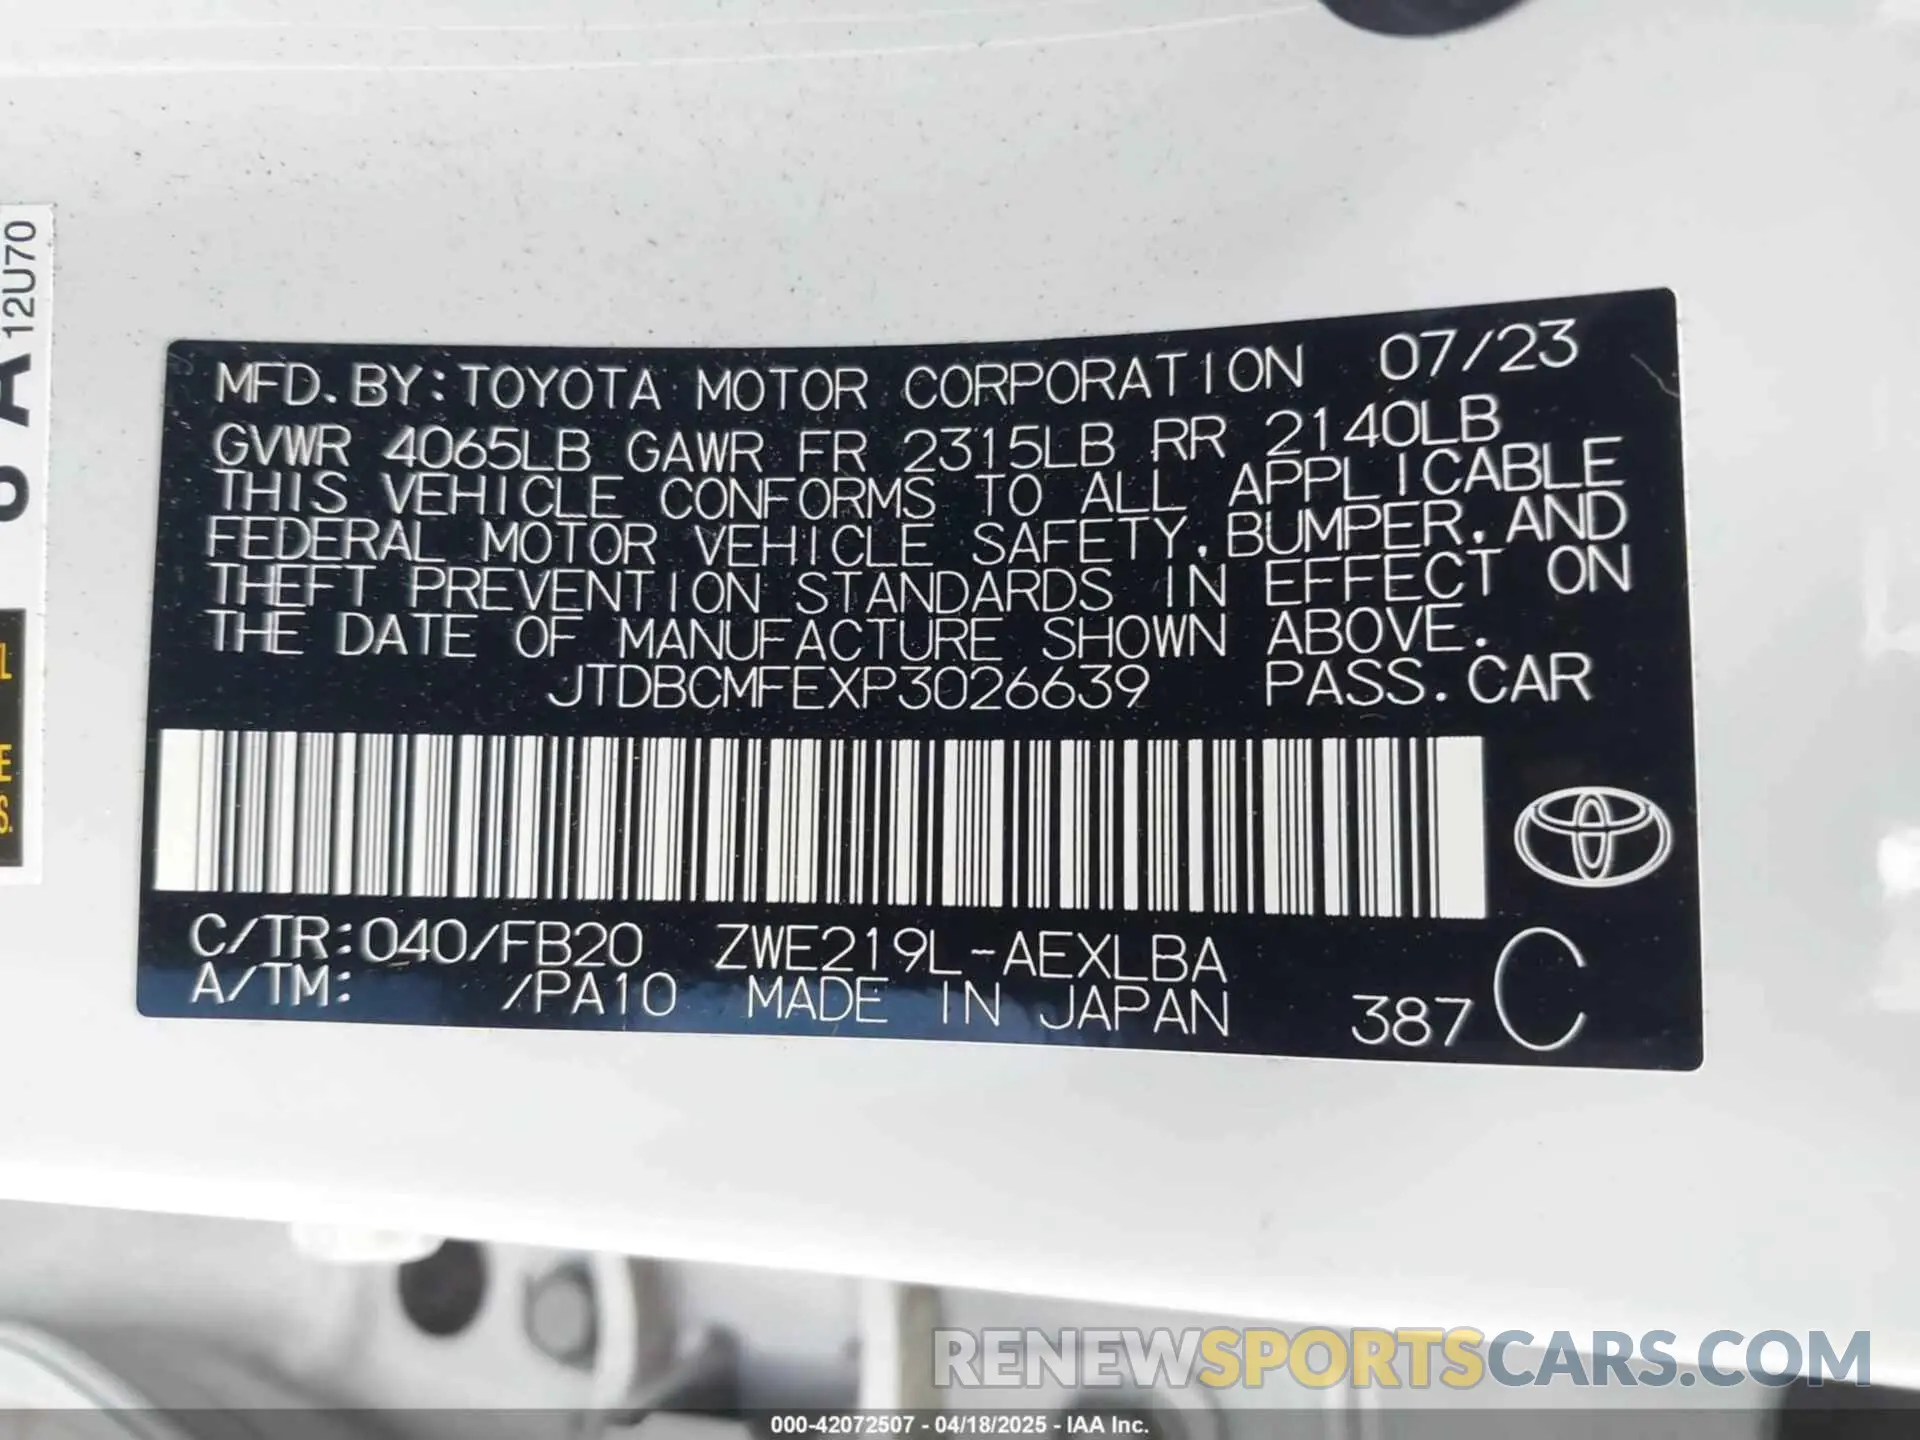 12U70
A
MFD. BY: TOYOTA MOTOR CORPORATION 07/23
GVWR 4065LB GAWR FR 2315LB RR 2140LB
THIS VEHICLE CONFORMS TO ALL APPLICABLE
FEDERAL MOTOR VEHICLE SAFETY, BUMPER, AND
THEFT PREVENTION STANDARDS IN EFFECT ON
THE DATE OF MANUFACTURE SHOWN ABOVE.
JTDBCMFEXP3026639 PASS. CAR
C/TR: 040/FB20 ZWE219L-AEXLBA
A/TM: /PA10 MADE IN JAPAN 387 C
RENEWSPORTSCARS.COM
000-42072507 - 04/18/2025 - IAA Inc.